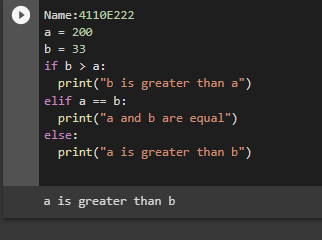 Name:4110E222
a = 200
b = 33
if b > a:
  print("b is greater than a")
elif a == b:
  print("a and b are equal")
else:
  print("a is greater than b")
a is greater than b